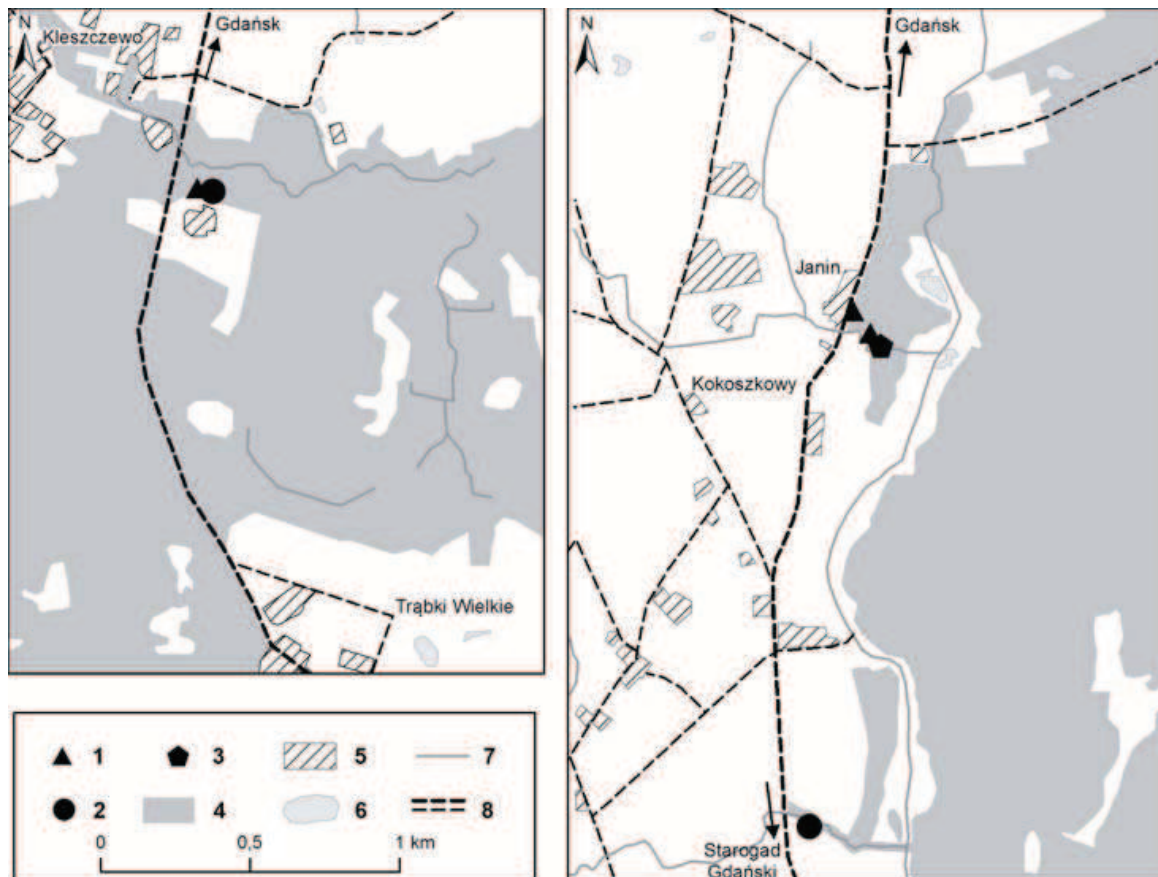 N
Gdańsk
Kleszczewo
Trąbki Wielkie
1
3
5
7
2
4
6
8
0
0,5
1 km
N
Gdańsk
Janin
Kokoszkowy
Starogad
Gdański